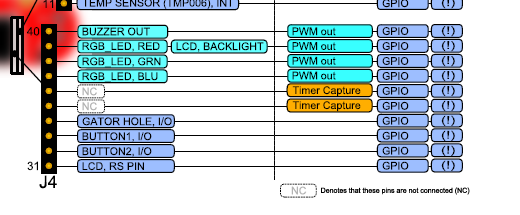 11 TEMP SENSOR (TMP006), INT GPIO (!)
40 BUZZER OUT PWM out GPIO (!)
RGB_LED, RED LCD, BACKLIGHT PWM out GPIO (!)
RGB_LED, GRN PWM out GPIO (!)
RGB_LED, BLU PWM out GPIO (!)
NC Timer Capture GPIO (!)
NC Timer Capture GPIO (!)
GATOR HOLE, I/O GPIO (!)
BUTTON1, I/O GPIO (!)
BUTTON2, I/O GPIO (!)
31 LCD, RS PIN GPIO (!)
J4
NC Denotes that these pins are not connected (NC)